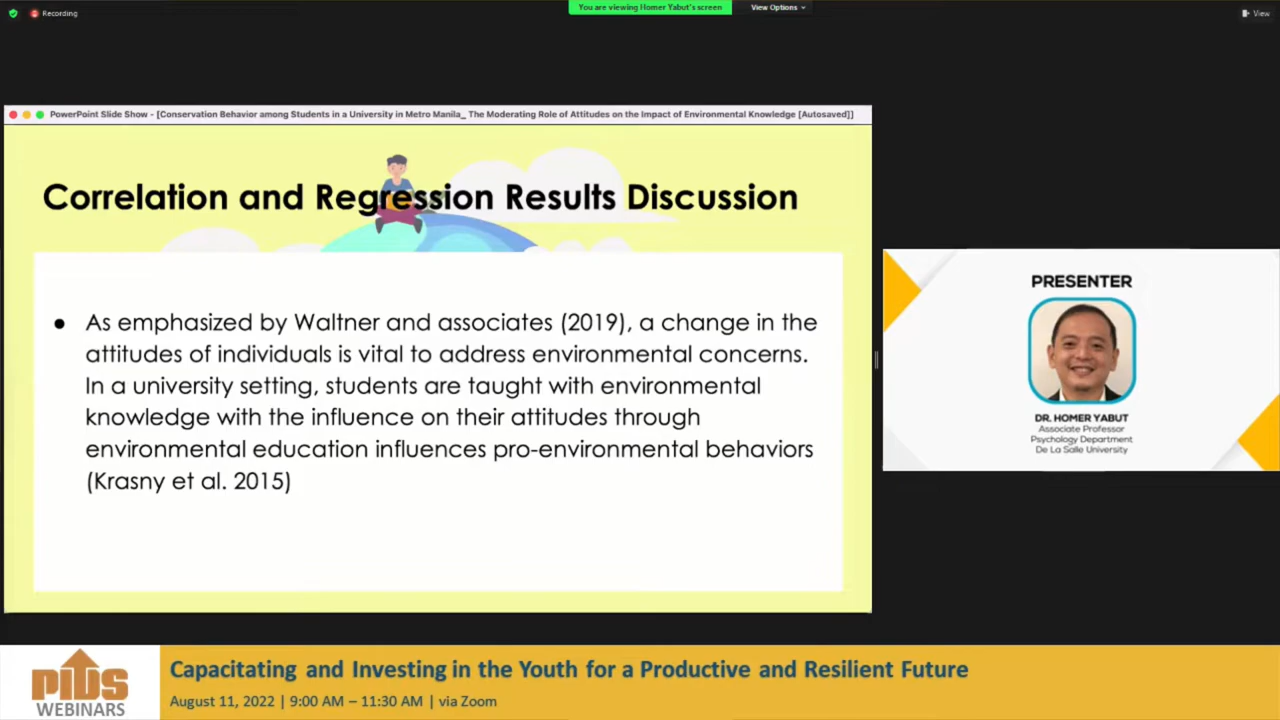 Recording
You are viewing Homer Yabut's screen
View Options
View
PowerPoint Slide Show - [Conservation Behavior among Students in a University in Metro Manila_ The Moderating Role of Attitudes on the Impact of Environmental Knowledge [Autosaved]]
Correlation and Regression Results Discussion
● As emphasized by Waltner and associates (2019), a change in the
attitudes of individuals is vital to address environmental concerns.
In a university setting, students are taught with environmental
knowledge with the influence on their attitudes through
environmental education influences pro-environmental behaviors
(Krasny et al. 2015)
PRESENTER
DR. HOMER YABUT
Associate Professor
Psychology Department
De La Salle University
PIDS
WEBINARS
Capacitating and Investing in the Youth for a Productive and Resilient Future
August 11, 2022 | 9:00 AM – 11:30 AM | via Zoom